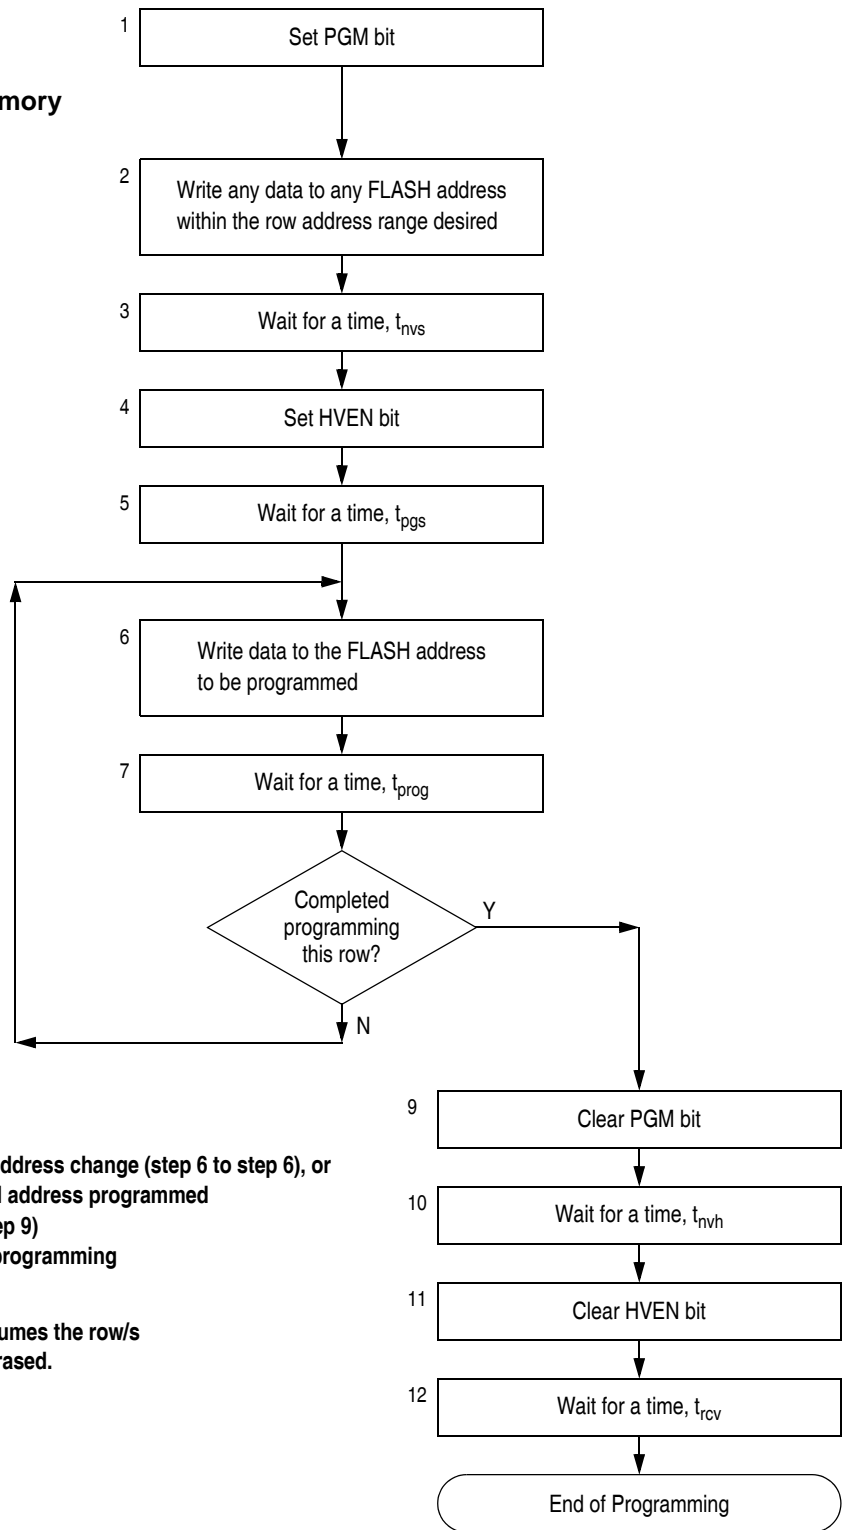 1
Set PGM bit
mory
2
Write any data to any FLASH address
within the row address range desired
3
Wait for a time, tnvs
4
Set HVEN bit
5
Wait for a time, tpgs
6
Write data to the FLASH address
to be programmed
7
Wait for a time, tprog
Completed
programming
this row?
Y
N
9
Clear PGM bit
ddress change (step 6 to step 6), or
address programmed
ep 9)
programming
10
Wait for a time, tnvh
11
Clear HVEN bit
umes the row/s
rased.
12
Wait for a time, trcv
End of Programming